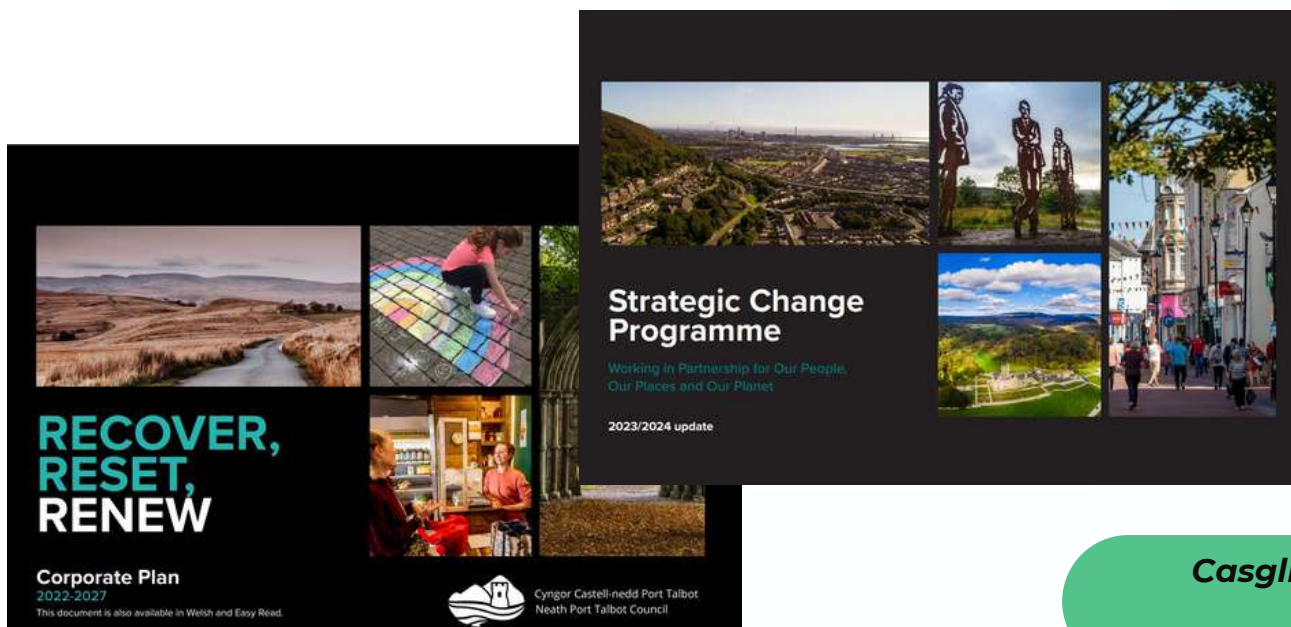 Strategic Change
Programme
Working in Partnership for Our People,
Our Places and Our Planet
2023/2024 update
RECOVER,
RESET,
RENEW
Corporate Plan
2022-2027
This document is also available in Welsh and Easy Read.
Cyngor Castell-nedd Port Talbot
Neath Port Talbot Council